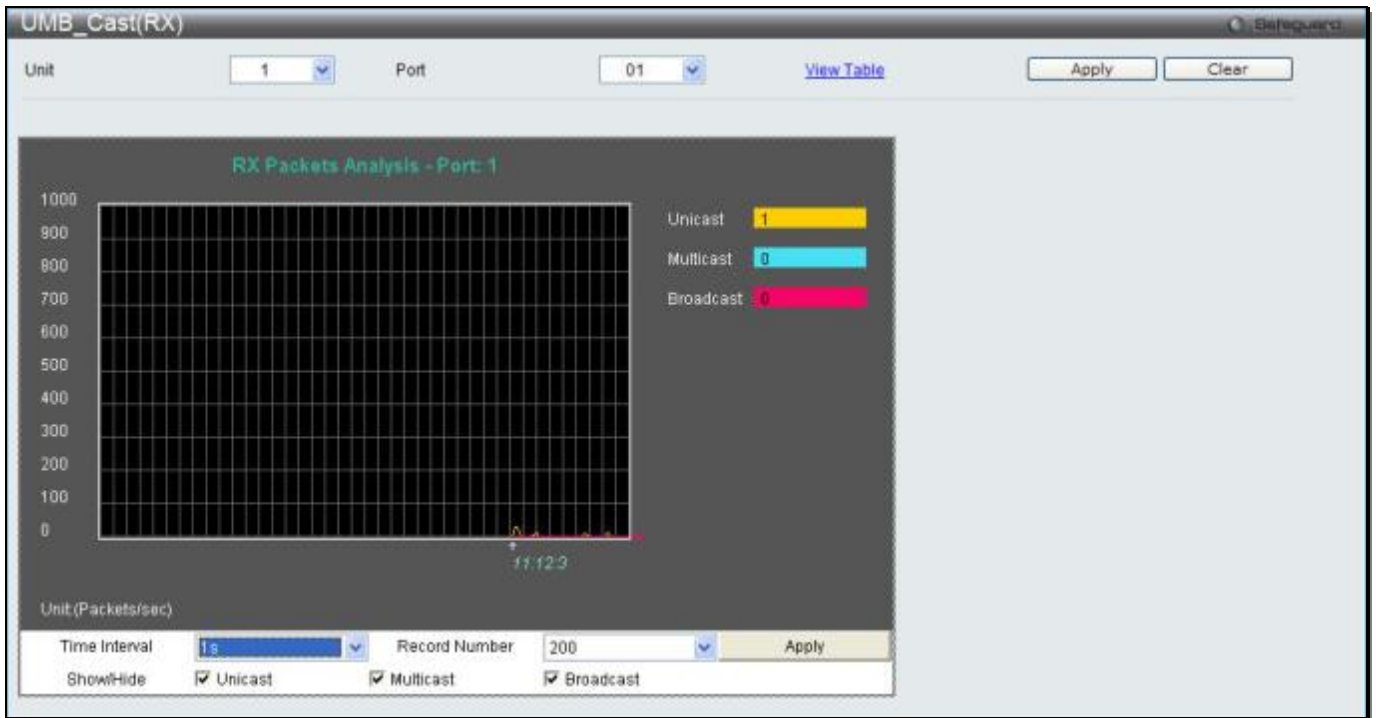 UMB_Cast(RX)
Safeguard
Unit 1 Port 01 View Table Apply Clear
RX Packets Analysis - Port: 1
1000
900
800
700
600
500
400
300
200
100
0
Unicast 1
Multicast 0
Broadcast 0
11:12:3
Unit (Packets/sec)
Time Interval 1s Record Number 200 Apply
Show/Hide Unicast Multicast Broadcast